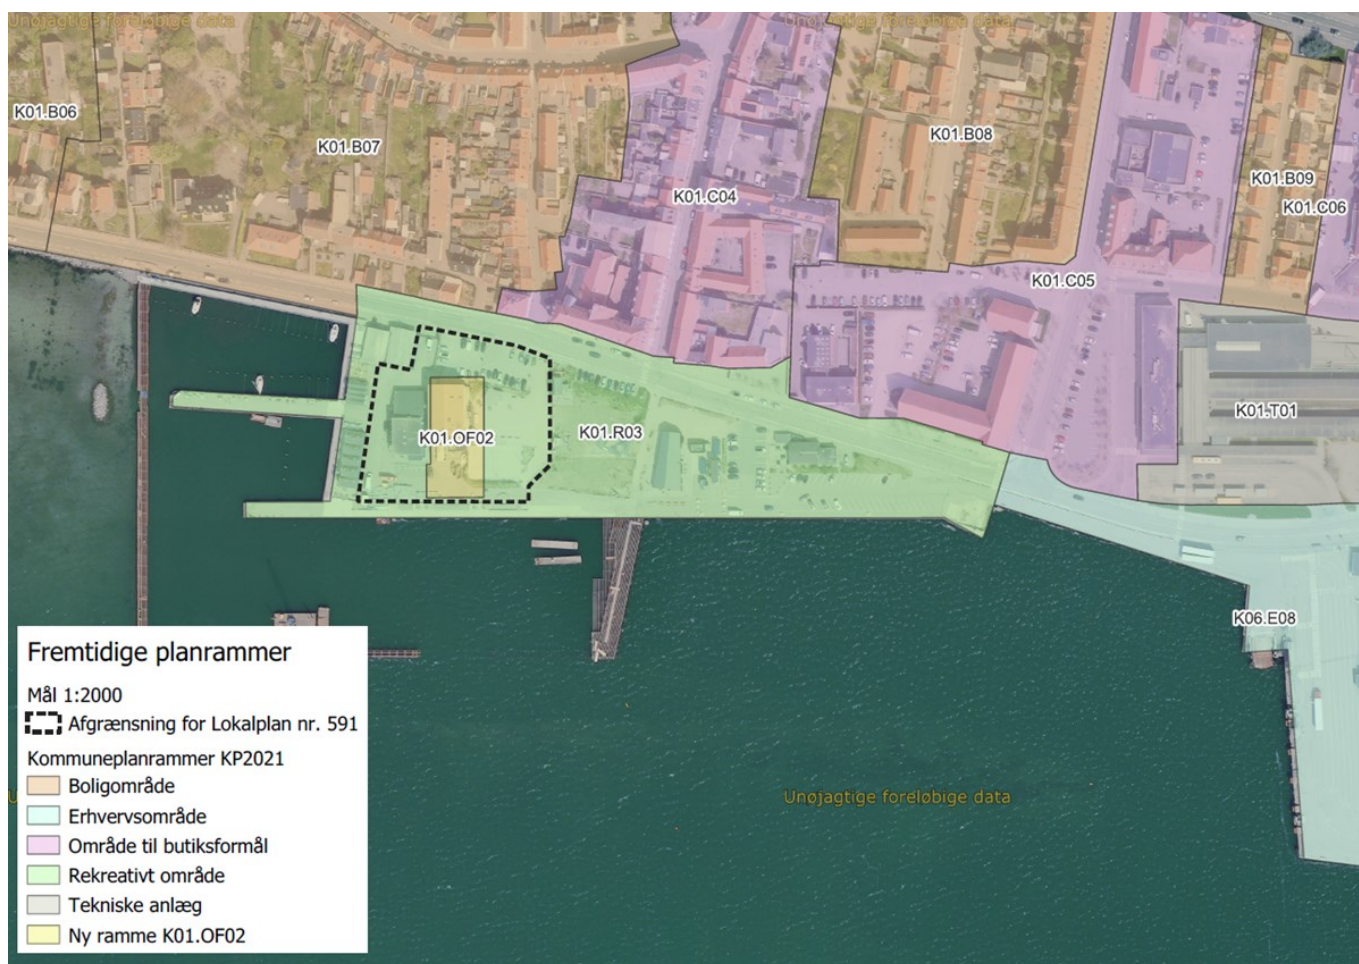 Unøjagtige foreløbige data
Unøjagtige foreløbige data
K01.B06
K01.B07
K01.B08
K01.B09
K01.C04
K01.C06
K01.C05
K01.T01
K01.OF02
K01.R03
K06.E08
Unøjagtige foreløbige data
Fremtidige planrammer
Mål 1:2000
Afgrænsning for Lokalplan nr. 591
Kommuneplanrammer KP2021
Boligområde
Erhvervsområde
Område til butiksformål
Rekreativt område
Tekniske anlæg
Ny ramme K01.OF02